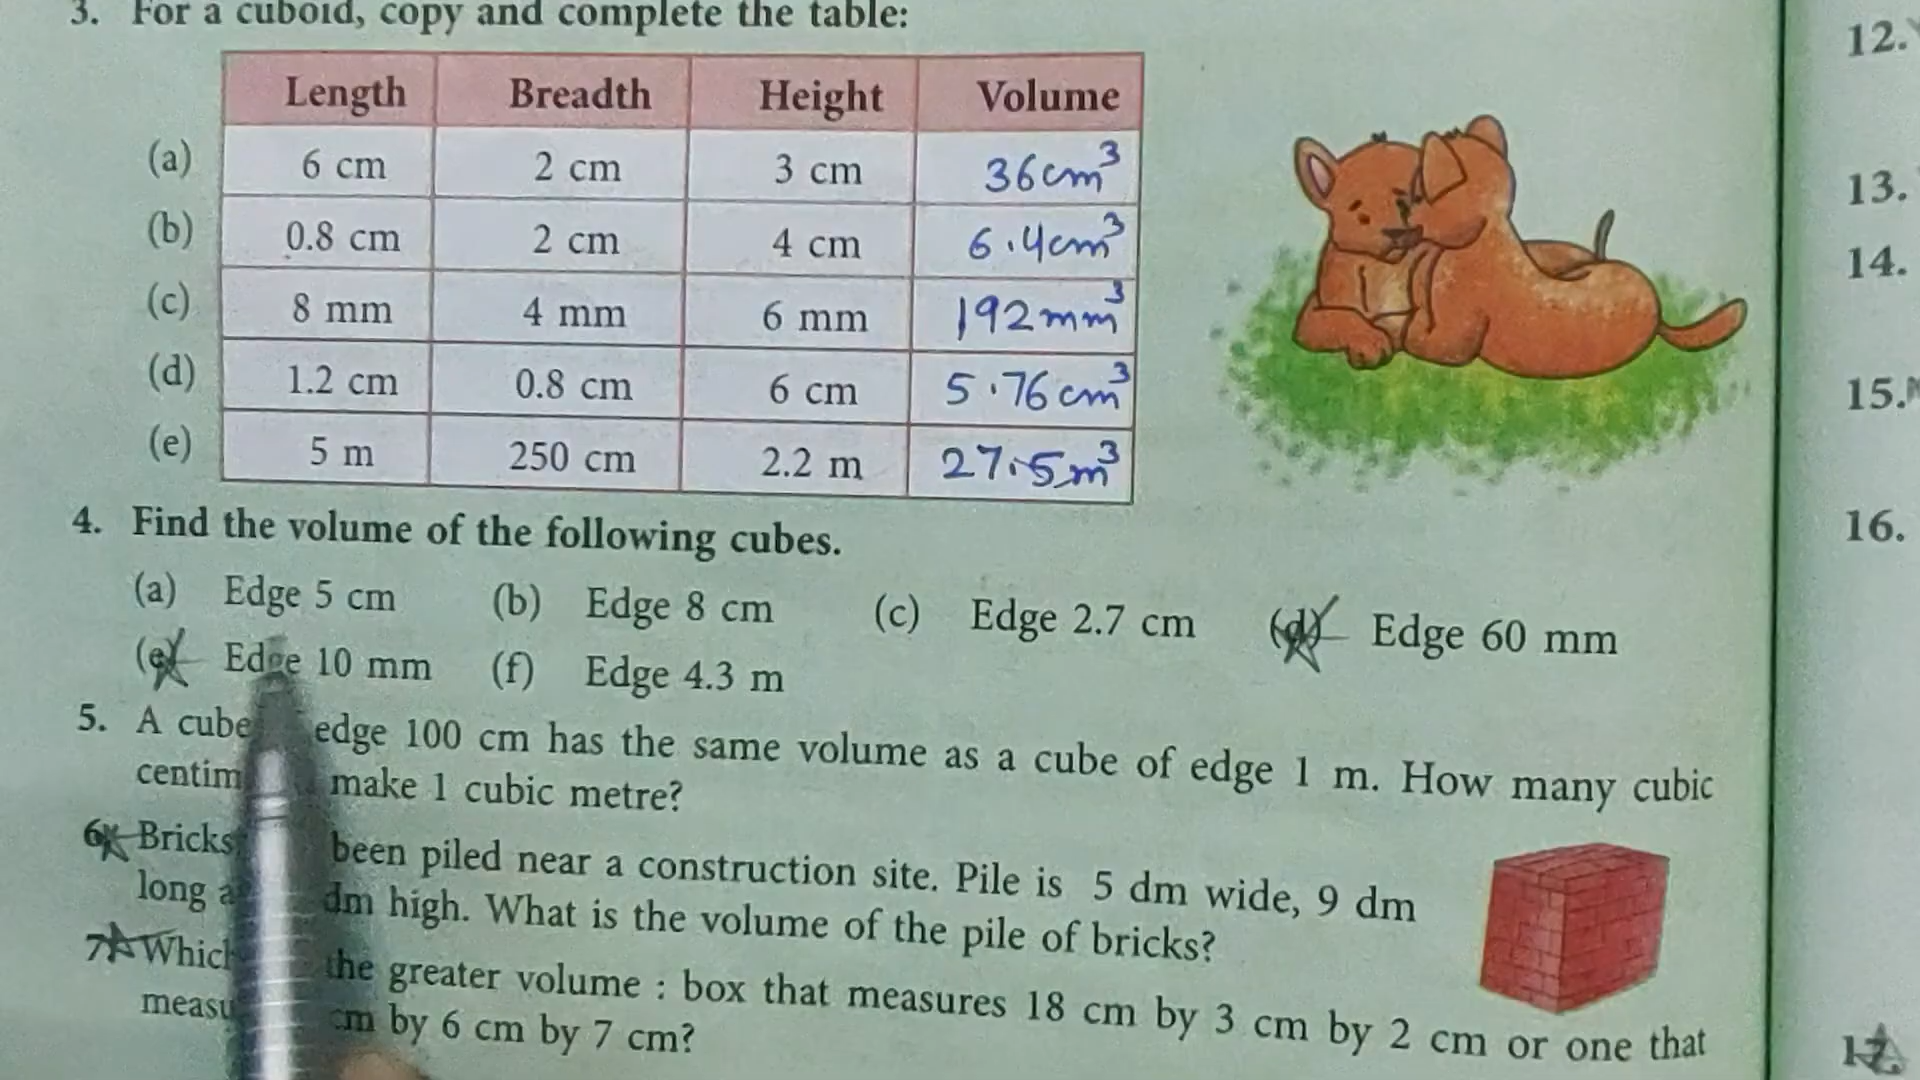 3. For a cuboid, copy and complete the table:
Length Breadth Height Volume
(a) 6 cm 2 cm 3 cm 36cm³
(b) 0.8 cm 2 cm 4 cm 6.4cm³
(c) 8 mm 4 mm 6 mm 192mm³
(d) 1.2 cm 0.8 cm 6 cm 5.76cm³
(e) 5 m 250 cm 2.2 m 27.5m³
4. Find the volume of the following cubes.
(a) Edge 5 cm (b) Edge 8 cm (c) Edge 2.7 cm (d) Edge 60 mm
(e) Edge 10 mm (f) Edge 4.3 m
5. A cube edge 100 cm has the same volume as a cube of edge 1 m. How many cubic
centim make 1 cubic metre?
6. Bricks been piled near a construction site. Pile is 5 dm wide, 9 dm
long dm high. What is the volume of the pile of bricks?
7. Which the greater volume : box that measures 18 cm by 3 cm by 2 cm or one that
measu cm by 6 cm by 7 cm?
12.
13.
14.
15.
16.
17.